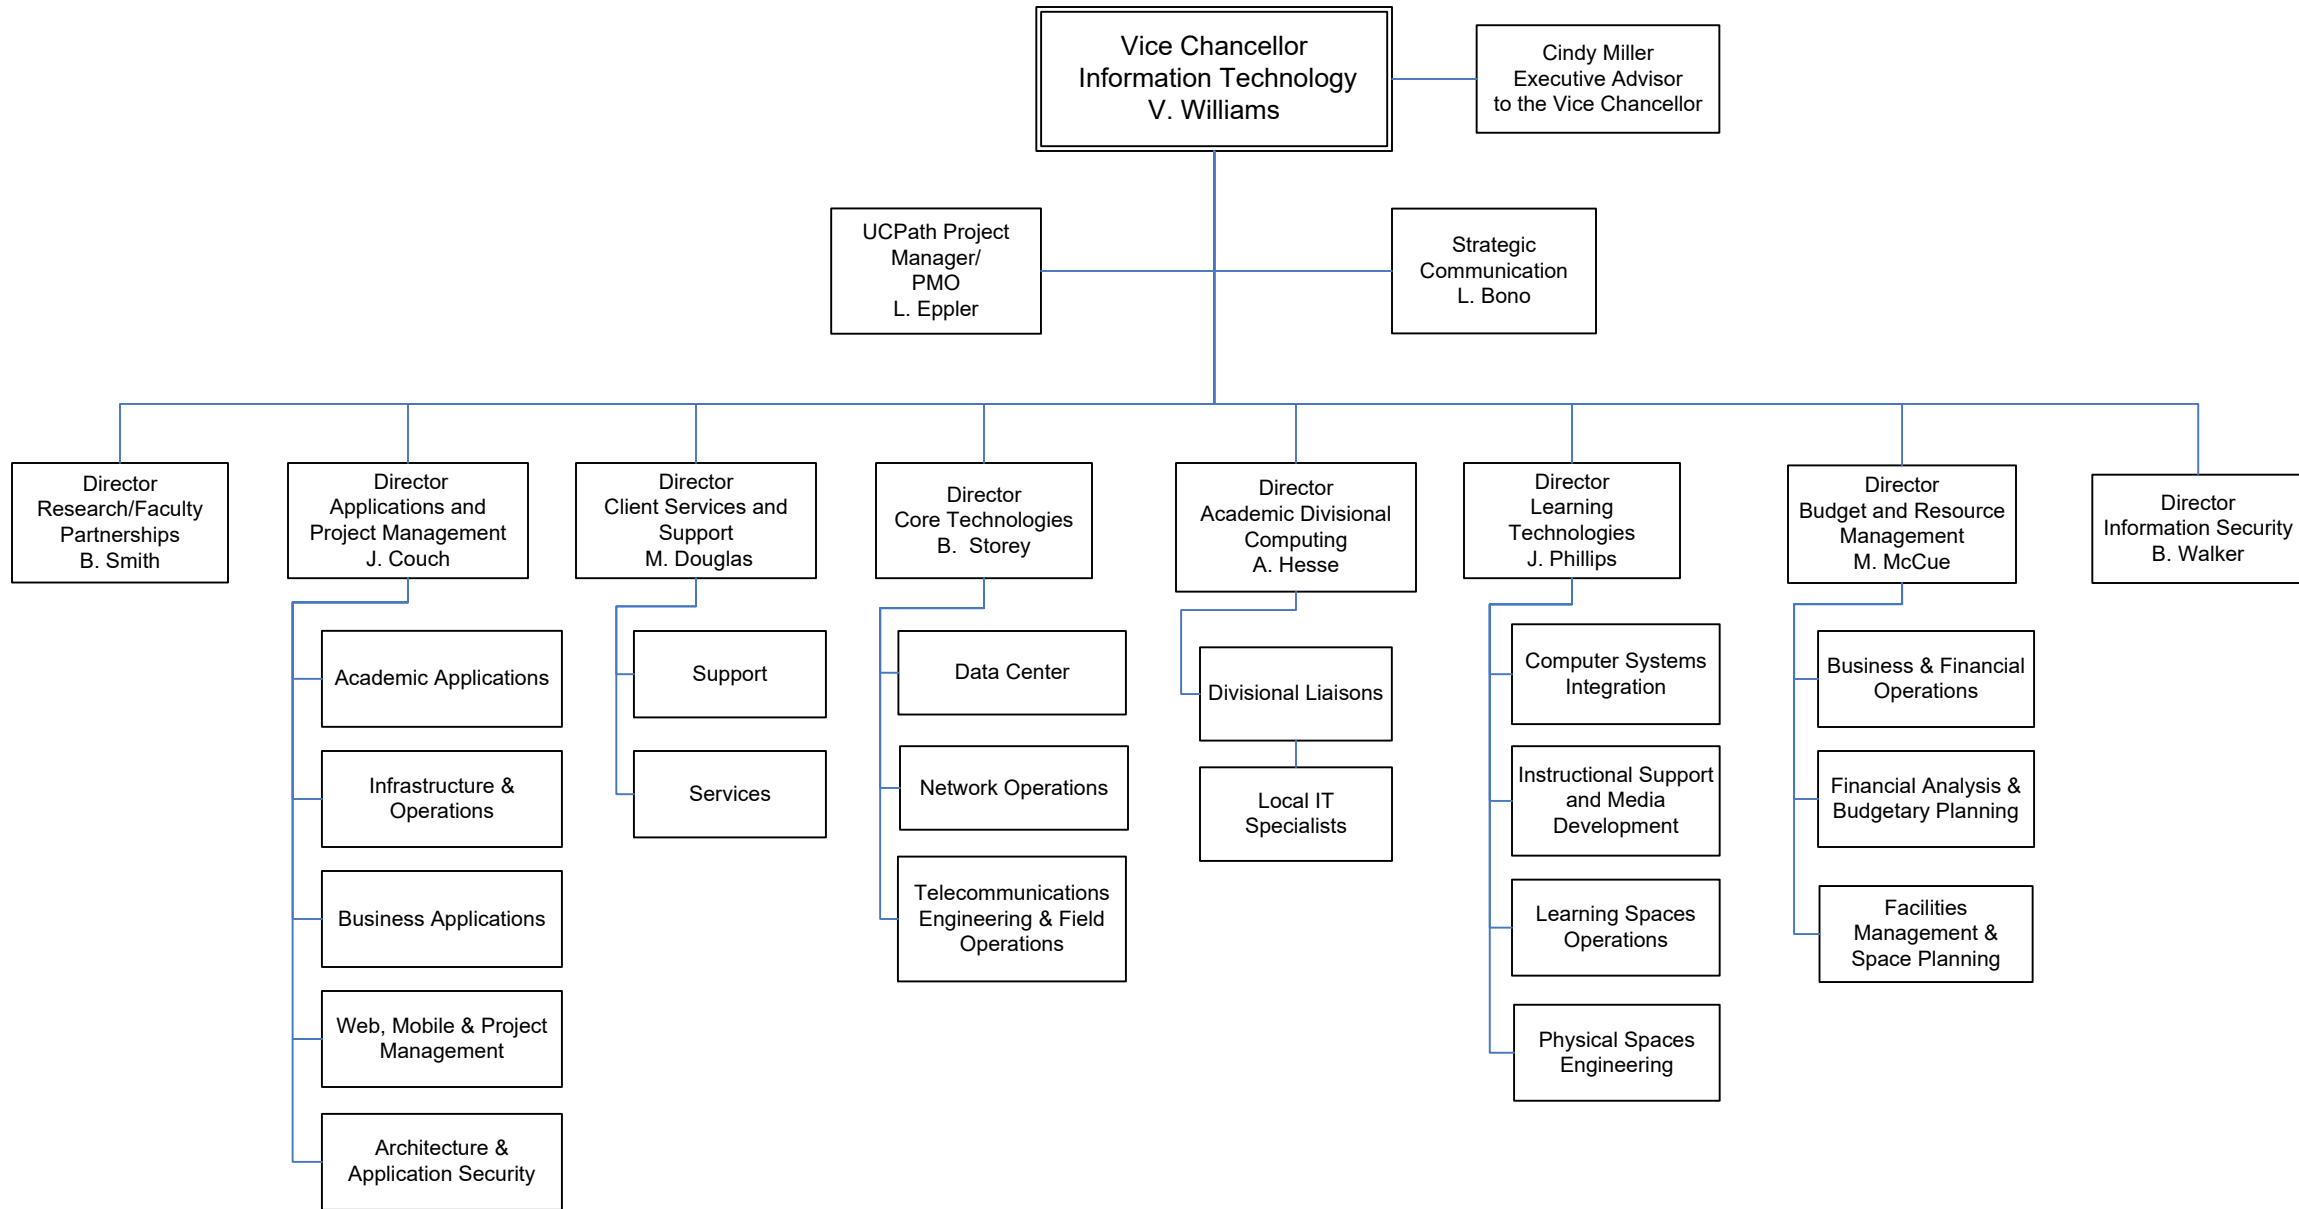 Vice Chancellor
Information Technology
V. Williams
Cindy Miller
Executive Advisor
to the Vice Chancellor
UCPath Project
Manager/
PMO
L. Eppler
Strategic
Communication
L. Bono
Director
Research/Faculty
Partnerships
B. Smith
Director
Applications and
Project Management
J. Couch
Director
Client Services and
Support
M. Douglas
Director
Core Technologies
B.  Storey
Director
Academic Divisional
Computing
A. Hesse
Director
Learning
Technologies
J. Phillips
Director
Budget and Resource
Management
M. McCue
Director
Information Security
B. Walker
Academic Applications
Infrastructure &
Operations
Business Applications
Web, Mobile & Project
Management
Architecture &
Application Security
Support
Services
Data Center
Network Operations
Telecommunications
Engineering & Field
Operations
Divisional Liaisons
Local IT
Specialists
Computer Systems
Integration
Instructional Support
and Media
Development
Learning Spaces
Operations
Physical Spaces
Engineering
Business & Financial
Operations
Financial Analysis &
Budgetary Planning
Facilities
Management &
Space Planning